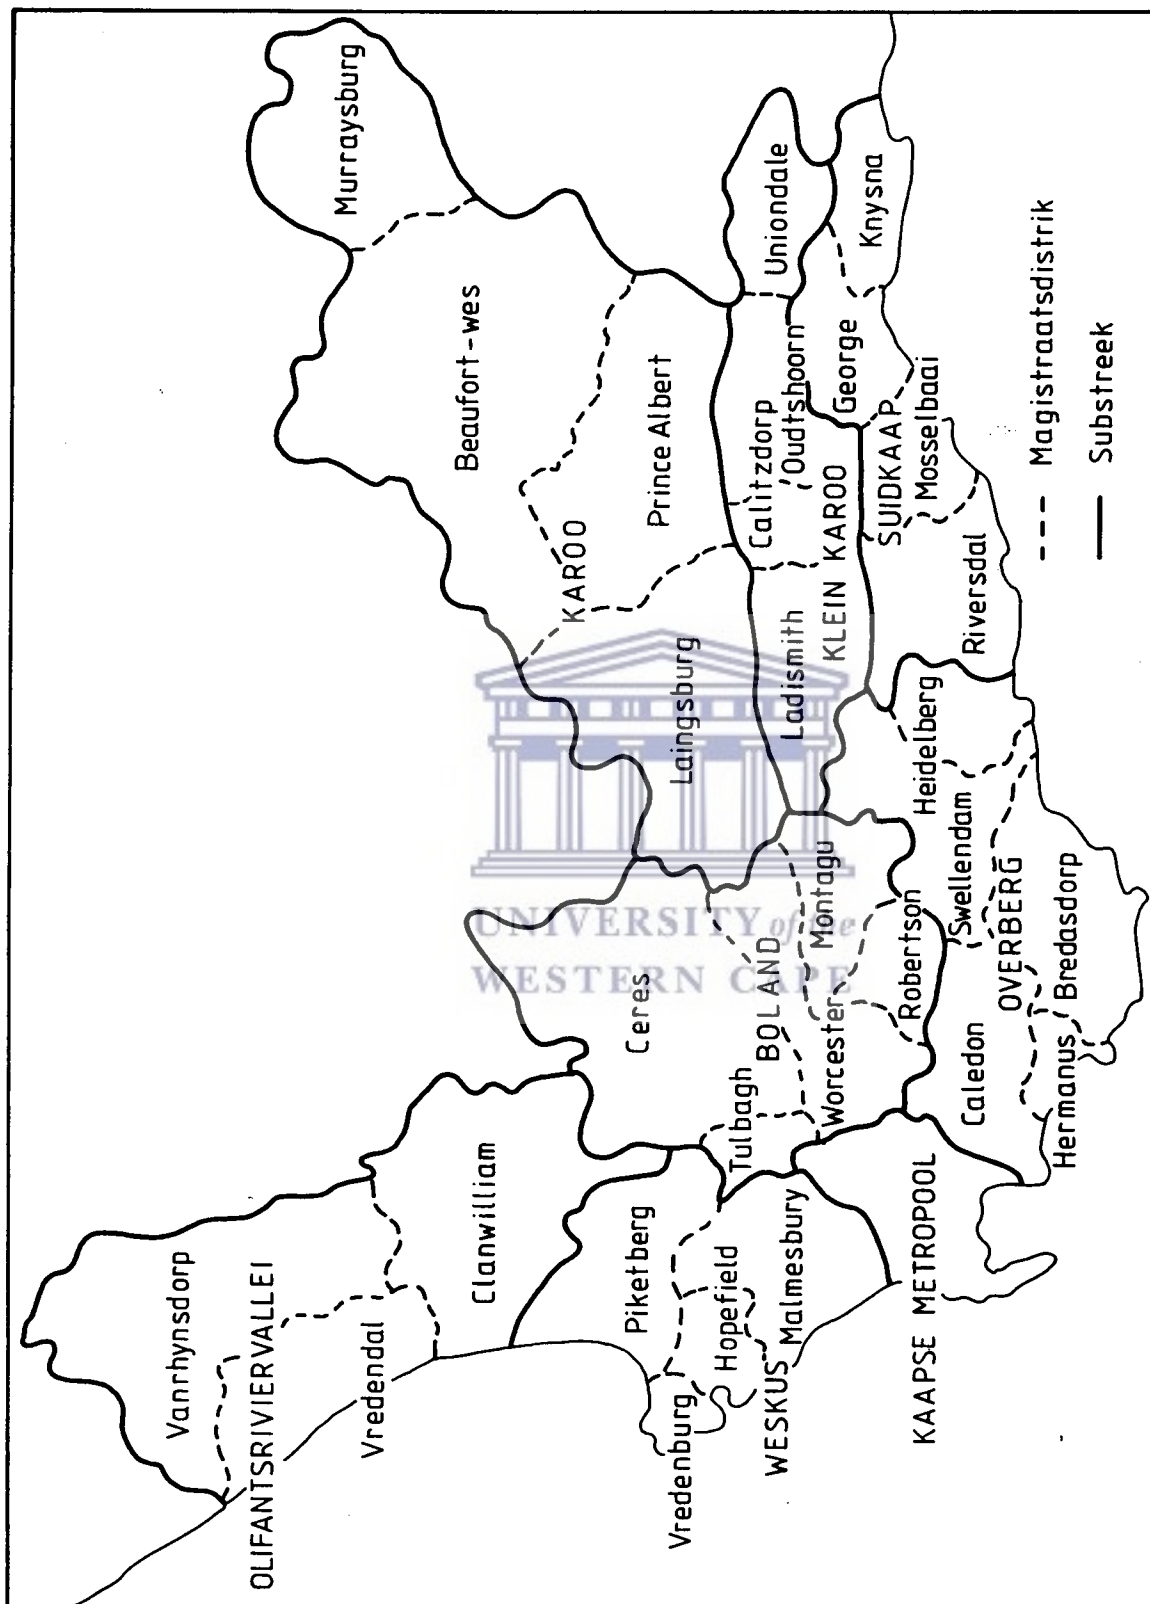 Murraysburg
Beaufort-wes
KAROO
Prince Albert
Laingsburg
Uniondale
Calitzdorp
Oudtshoorn
Ladismith
KLEIN KAROO
Knysna
George
SUIDKAAP
Mosselbaai
Riversdal
Heidelberg
Swellendam
OVERBERG
Bredasdorp
Caledon
Hermanus
Ceres
BOLAND
Montagu
Robertson
Worcester
Tulbagh
Vanrhynsdorp
OLIFANTSRIVIERVALLEI
Vredendal
Clanwilliam
Piketberg
Hopefield
Vredenburg
WESKUS
Malmesbury
KAAPSE METROPOOL
Magistraatsdistrik
Substreek
UNIVERSITY of the
WESTERN CAPE